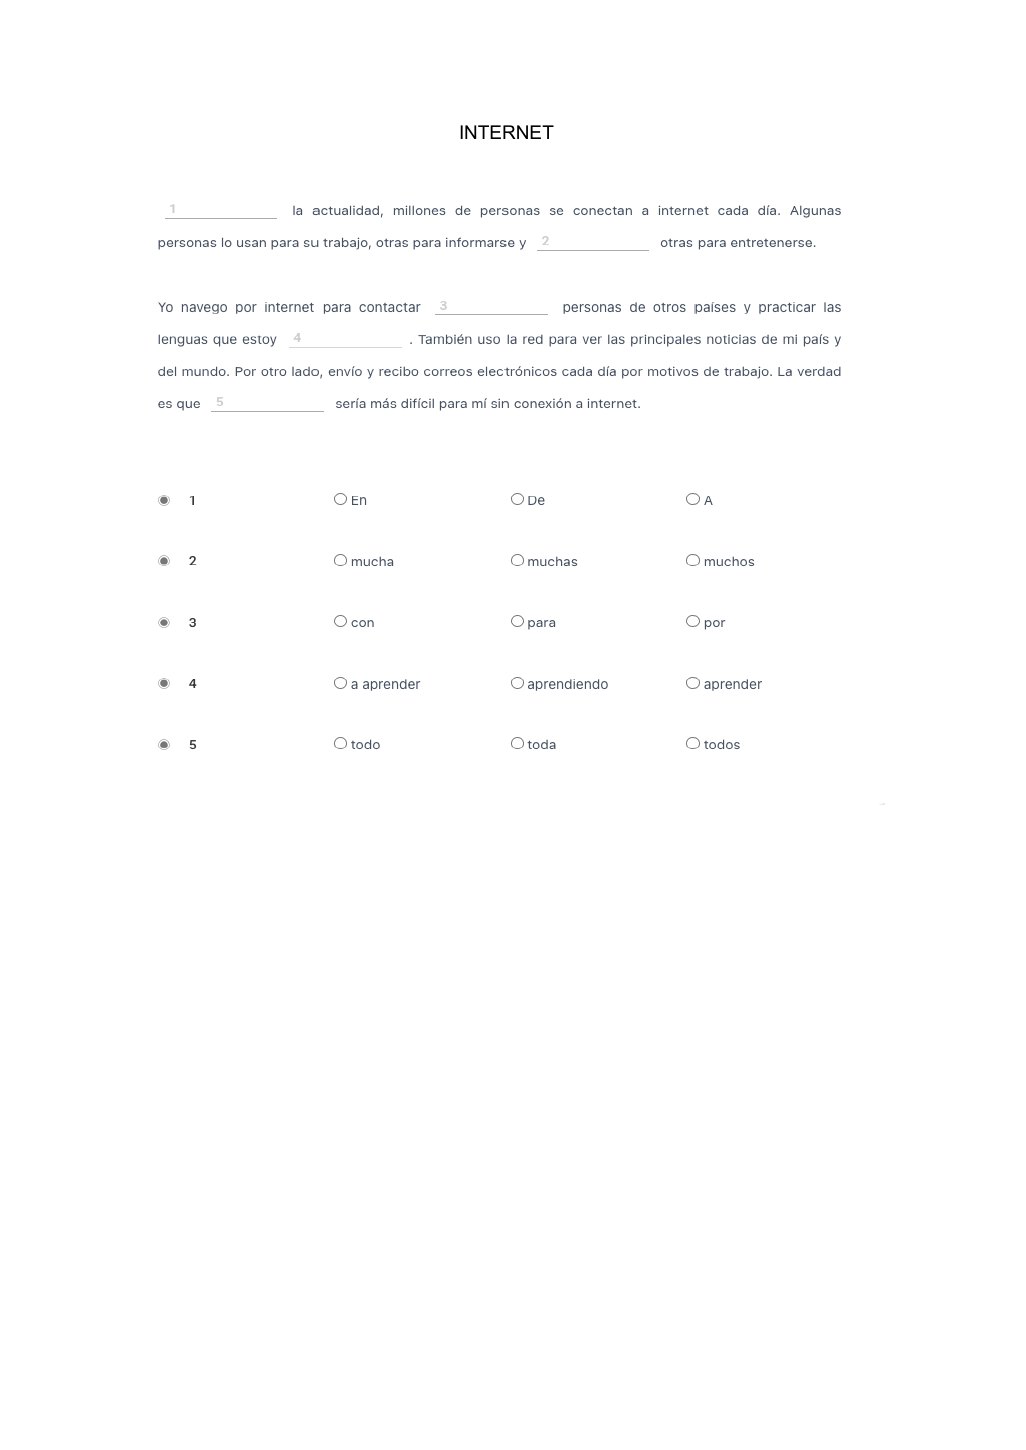 INTERNET
1 la actualidad, millones de personas se conectan a internet cada día. Algunas
personas lo usan para su trabajo, otras para informarse y 2 otras para entretenerse.
Yo navego por internet para contactar 3 personas de otros países y practicar las
lenguas que estoy 4 . También uso la red para ver las principales noticias de mi país y
del mundo. Por otro lado, envío y recibo correos electrónicos cada día por motivos de trabajo. La verdad
es que 5 sería más difícil para mí sin conexión a internet.
1 En De A
2 mucha muchas muchos
3 con para por
4 a aprender aprendiendo aprender
5 todo toda todos